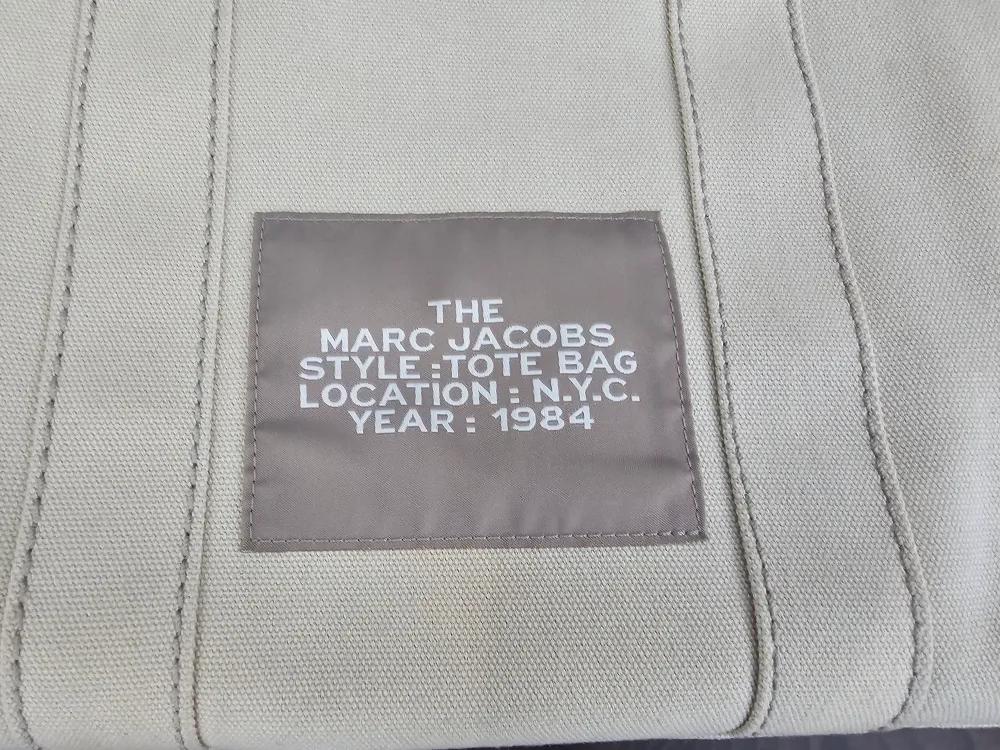 THE
MARC JACOBS
STYLE :TOTE BAG
LOCATION : N.Y.C.
YEAR : 1984